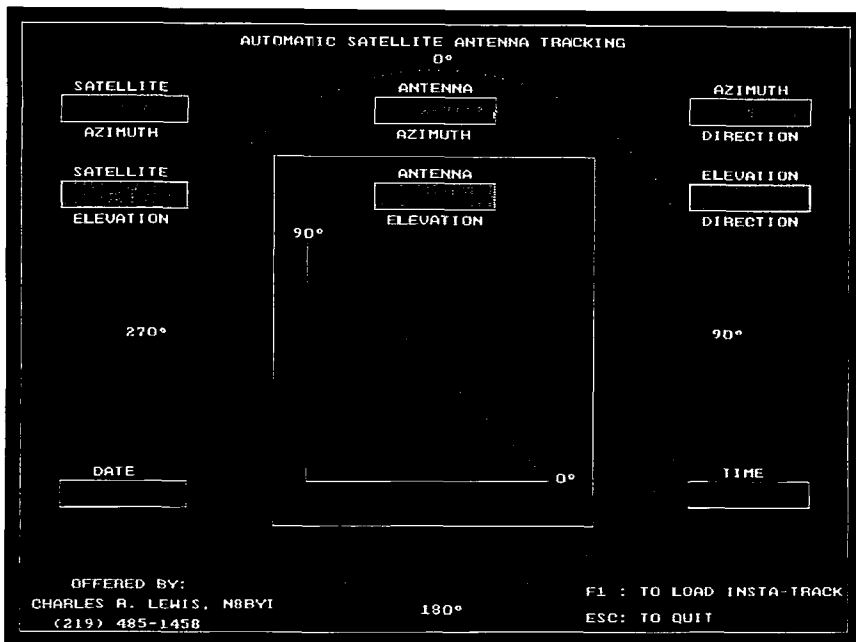 AUTOMATIC SATELLITE ANTENNA TRACKING
0°
SATELLITE
AZIMUTH
ANTENNA
AZIMUTH
AZIMUTH
DIRECTION
SATELLITE
ELEVATION
ANTENNA
ELEVATION
ELEVATION
DIRECTION
90°
270°
90°
0°
DATE
TIME
OFFERED BY:
CHARLES R. LEWIS, N8BYI
(219) 485-1458
180°
F1 : TO LOAD INSTA-TRACK
ESC: TO QUIT